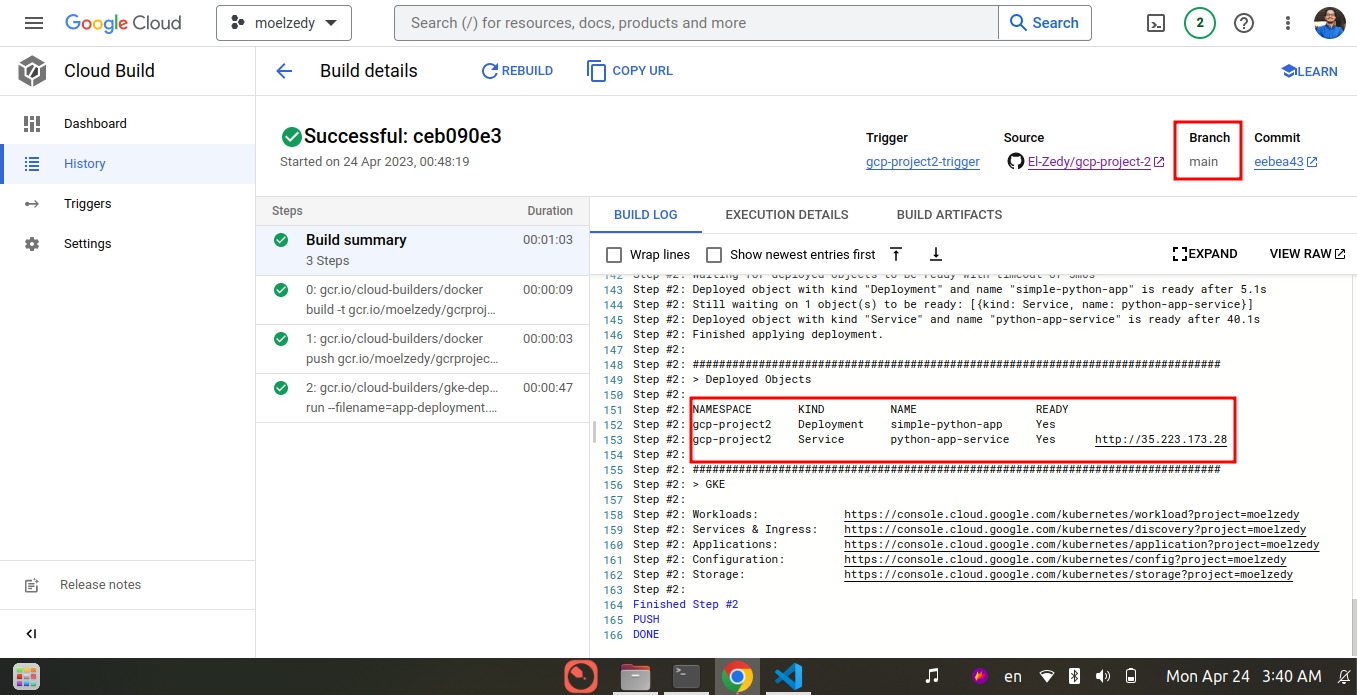 Google Cloud
moelzedy
Search (/) for resources, docs, products and more
Search
2
Cloud Build
Build details
REBUILD
COPY URL
LEARN
Dashboard
History
Triggers
Settings
Release notes
Successful: ceb090e3
Started on 24 Apr 2023, 00:48:19
Trigger
gcp-project2-trigger
Source
El-Zedy/gcp-project-2
Branch
main
Commit
eebea43
Steps Duration
Build summary 00:01:03
3 Steps
0: gcr.io/cloud-builders/docker 00:00:09
build -t gcr.io/moelzedy/gcrproj…
1: gcr.io/cloud-builders/docker 00:00:03
push gcr.io/moelzedy/gcrprojec…
2: gcr.io/cloud-builders/gke-dep… 00:00:47
run --filename=app-deployment.…
BUILD LOG EXECUTION DETAILS BUILD ARTIFACTS
Wrap lines Show newest entries first EXPAND VIEW RAW
142 Step #2: Waiting for deployed objects to be ready with timeout of 5m0s
143 Step #2: Deployed object with kind "Deployment" and name "simple-python-app" is ready after 5.1s
144 Step #2: Still waiting on 1 object(s) to be ready: [{kind: Service, name: python-app-service}]
145 Step #2: Deployed object with kind "Service" and name "python-app-service" is ready after 40.1s
146 Step #2: Finished applying deployment.
147 Step #2:
148 Step #2: ################################################################################
149 Step #2: > Deployed Objects
150 Step #2:
151 Step #2: NAMESPACE KIND NAME READY
152 Step #2: gcp-project2 Deployment simple-python-app Yes
153 Step #2: gcp-project2 Service python-app-service Yes http://35.223.173.28
154 Step #2:
155 Step #2: ################################################################################
156 Step #2: > GKE
157 Step #2:
158 Step #2: Workloads: https://console.cloud.google.com/kubernetes/workload?project=moelzedy
159 Step #2: Services & Ingress: https://console.cloud.google.com/kubernetes/discovery?project=moelzedy
160 Step #2: Applications: https://console.cloud.google.com/kubernetes/application?project=moelzedy
161 Step #2: Configuration: https://console.cloud.google.com/kubernetes/config?project=moelzedy
162 Step #2: Storage: https://console.cloud.google.com/kubernetes/storage?project=moelzedy
163 Step #2:
164 Finished Step #2
165 PUSH
166 DONE
en
Mon Apr 24 3:40 AM